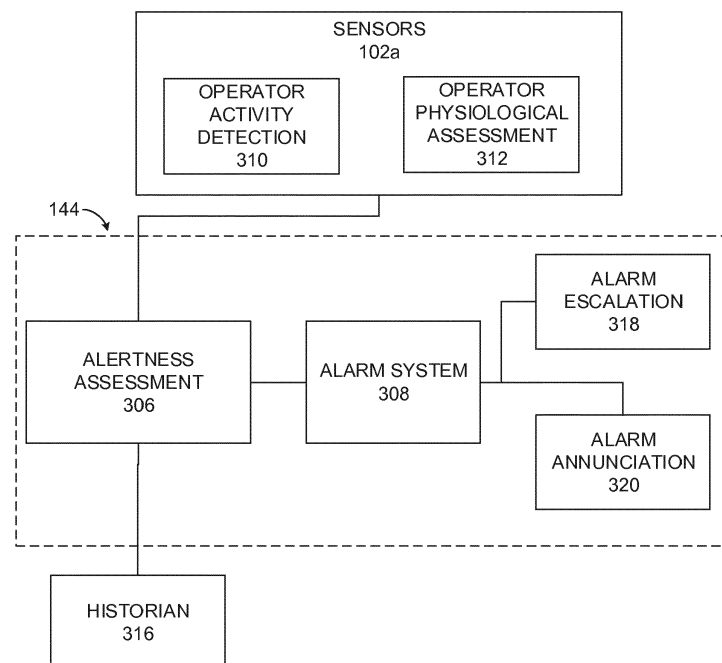 SENSORS
102a
OPERATOR
ACTIVITY
DETECTION
310
OPERATOR
PHYSIOLOGICAL
ASSESSMENT
312
144
ALERTNESS
ASSESSMENT
306
ALARM SYSTEM
308
ALARM
ESCALATION
318
ALARM
ANNUNCIATION
320
HISTORIAN
316